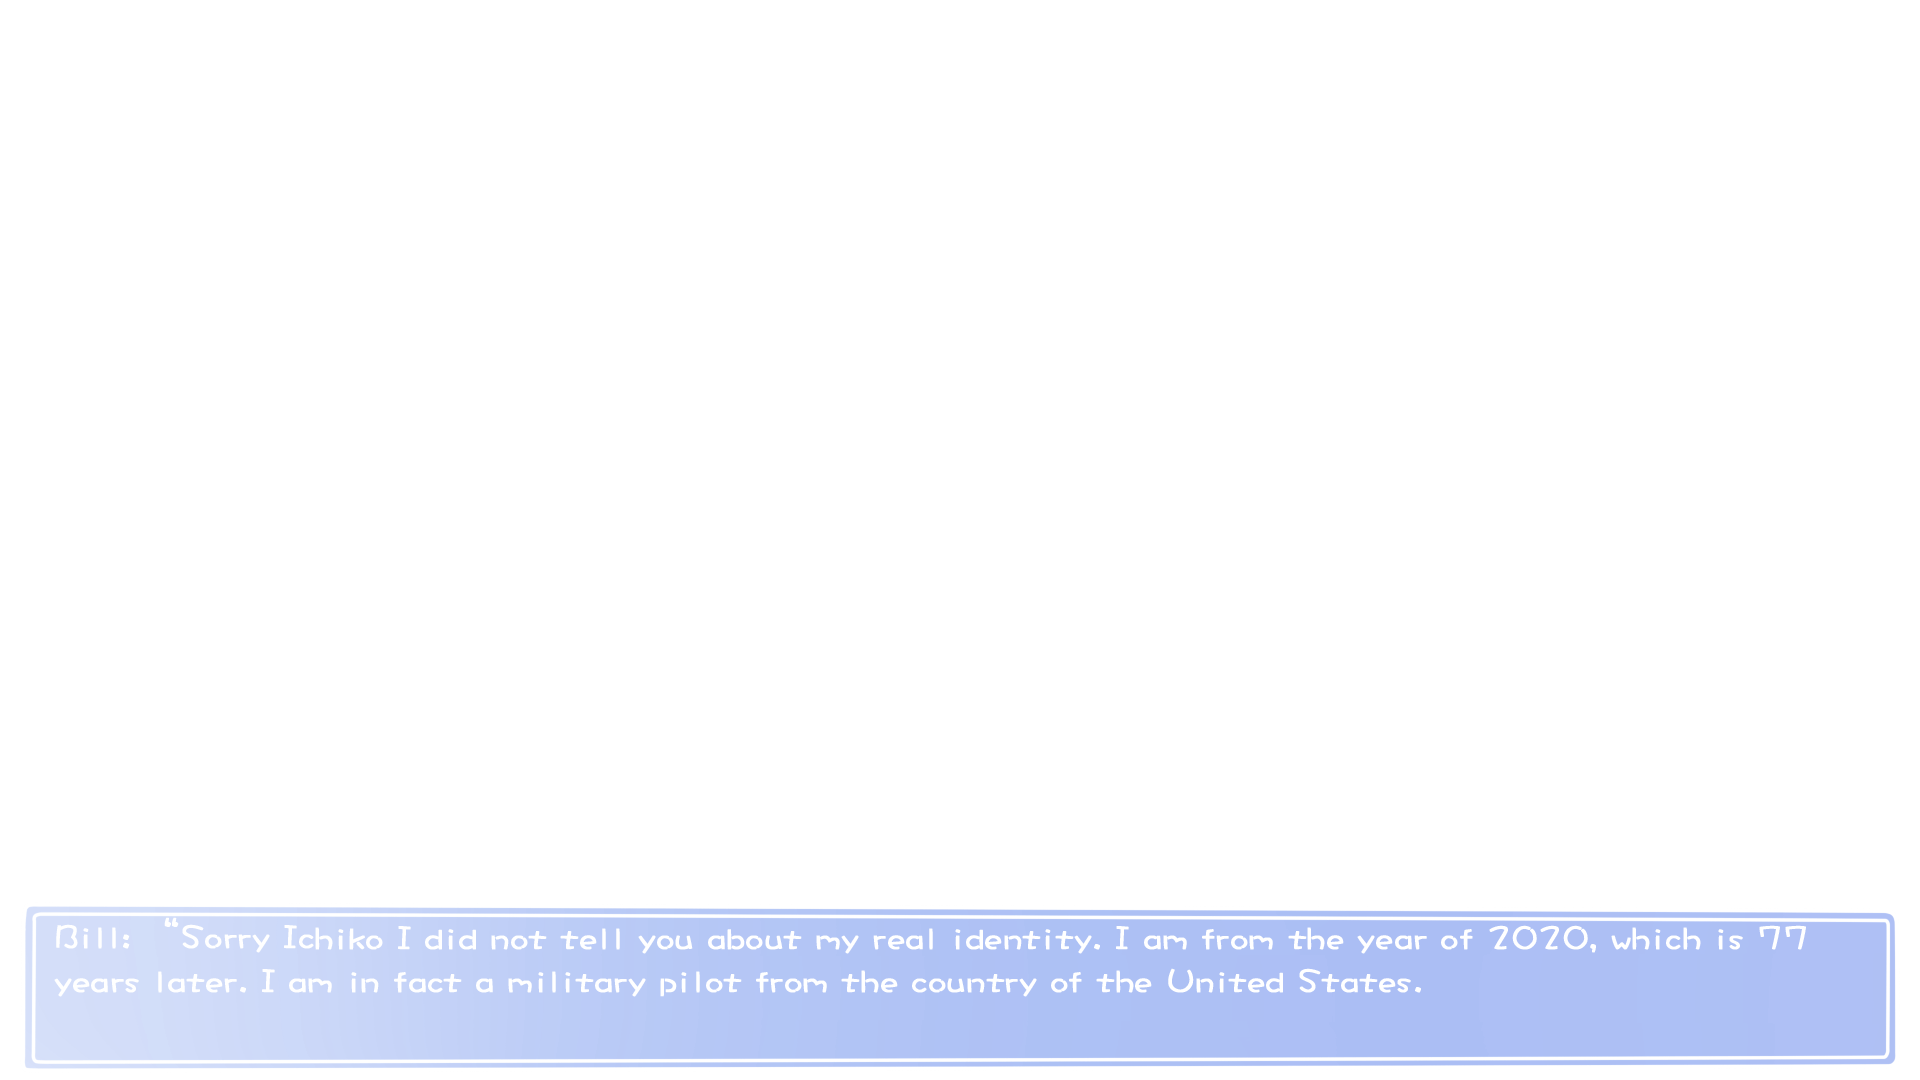 Bill: “Sorry Ichiko I did not tell you about my real identity. I am from the year of 2020, which is 77
years later. I am in fact a military pilot from the country of the United States.